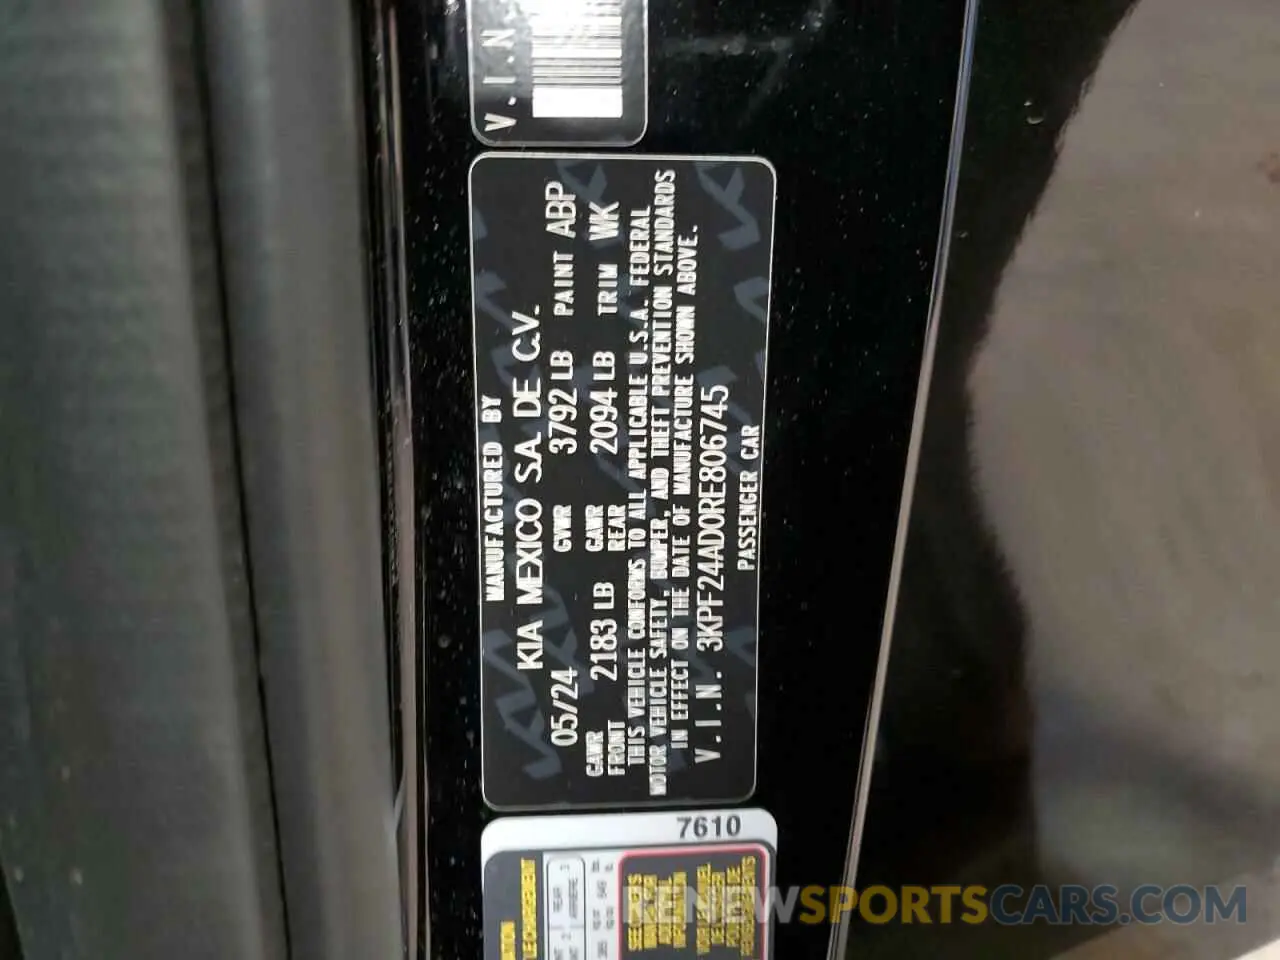 V.I.N
MANUFACTURED BY
KIA MEXICO S.A. DE C.V.
05/24 GVWR 3792 LB PAINT ABP
GAWR FRONT 2183 LB GAWR REAR 2094 LB TRIM WK
THIS VEHICLE CONFORMS TO ALL APPLICABLE U.S.A. FEDERAL
MOTOR VEHICLE SAFETY, BUMPER, AND THEFT PREVENTION STANDARDS
IN EFFECT ON THE DATE OF MANUFACTURE SHOWN ABOVE.
V.I.N. 3KPF24AD0RE806745
PASSENGER CAR
7610
RENEWSPORTSCARS.COM